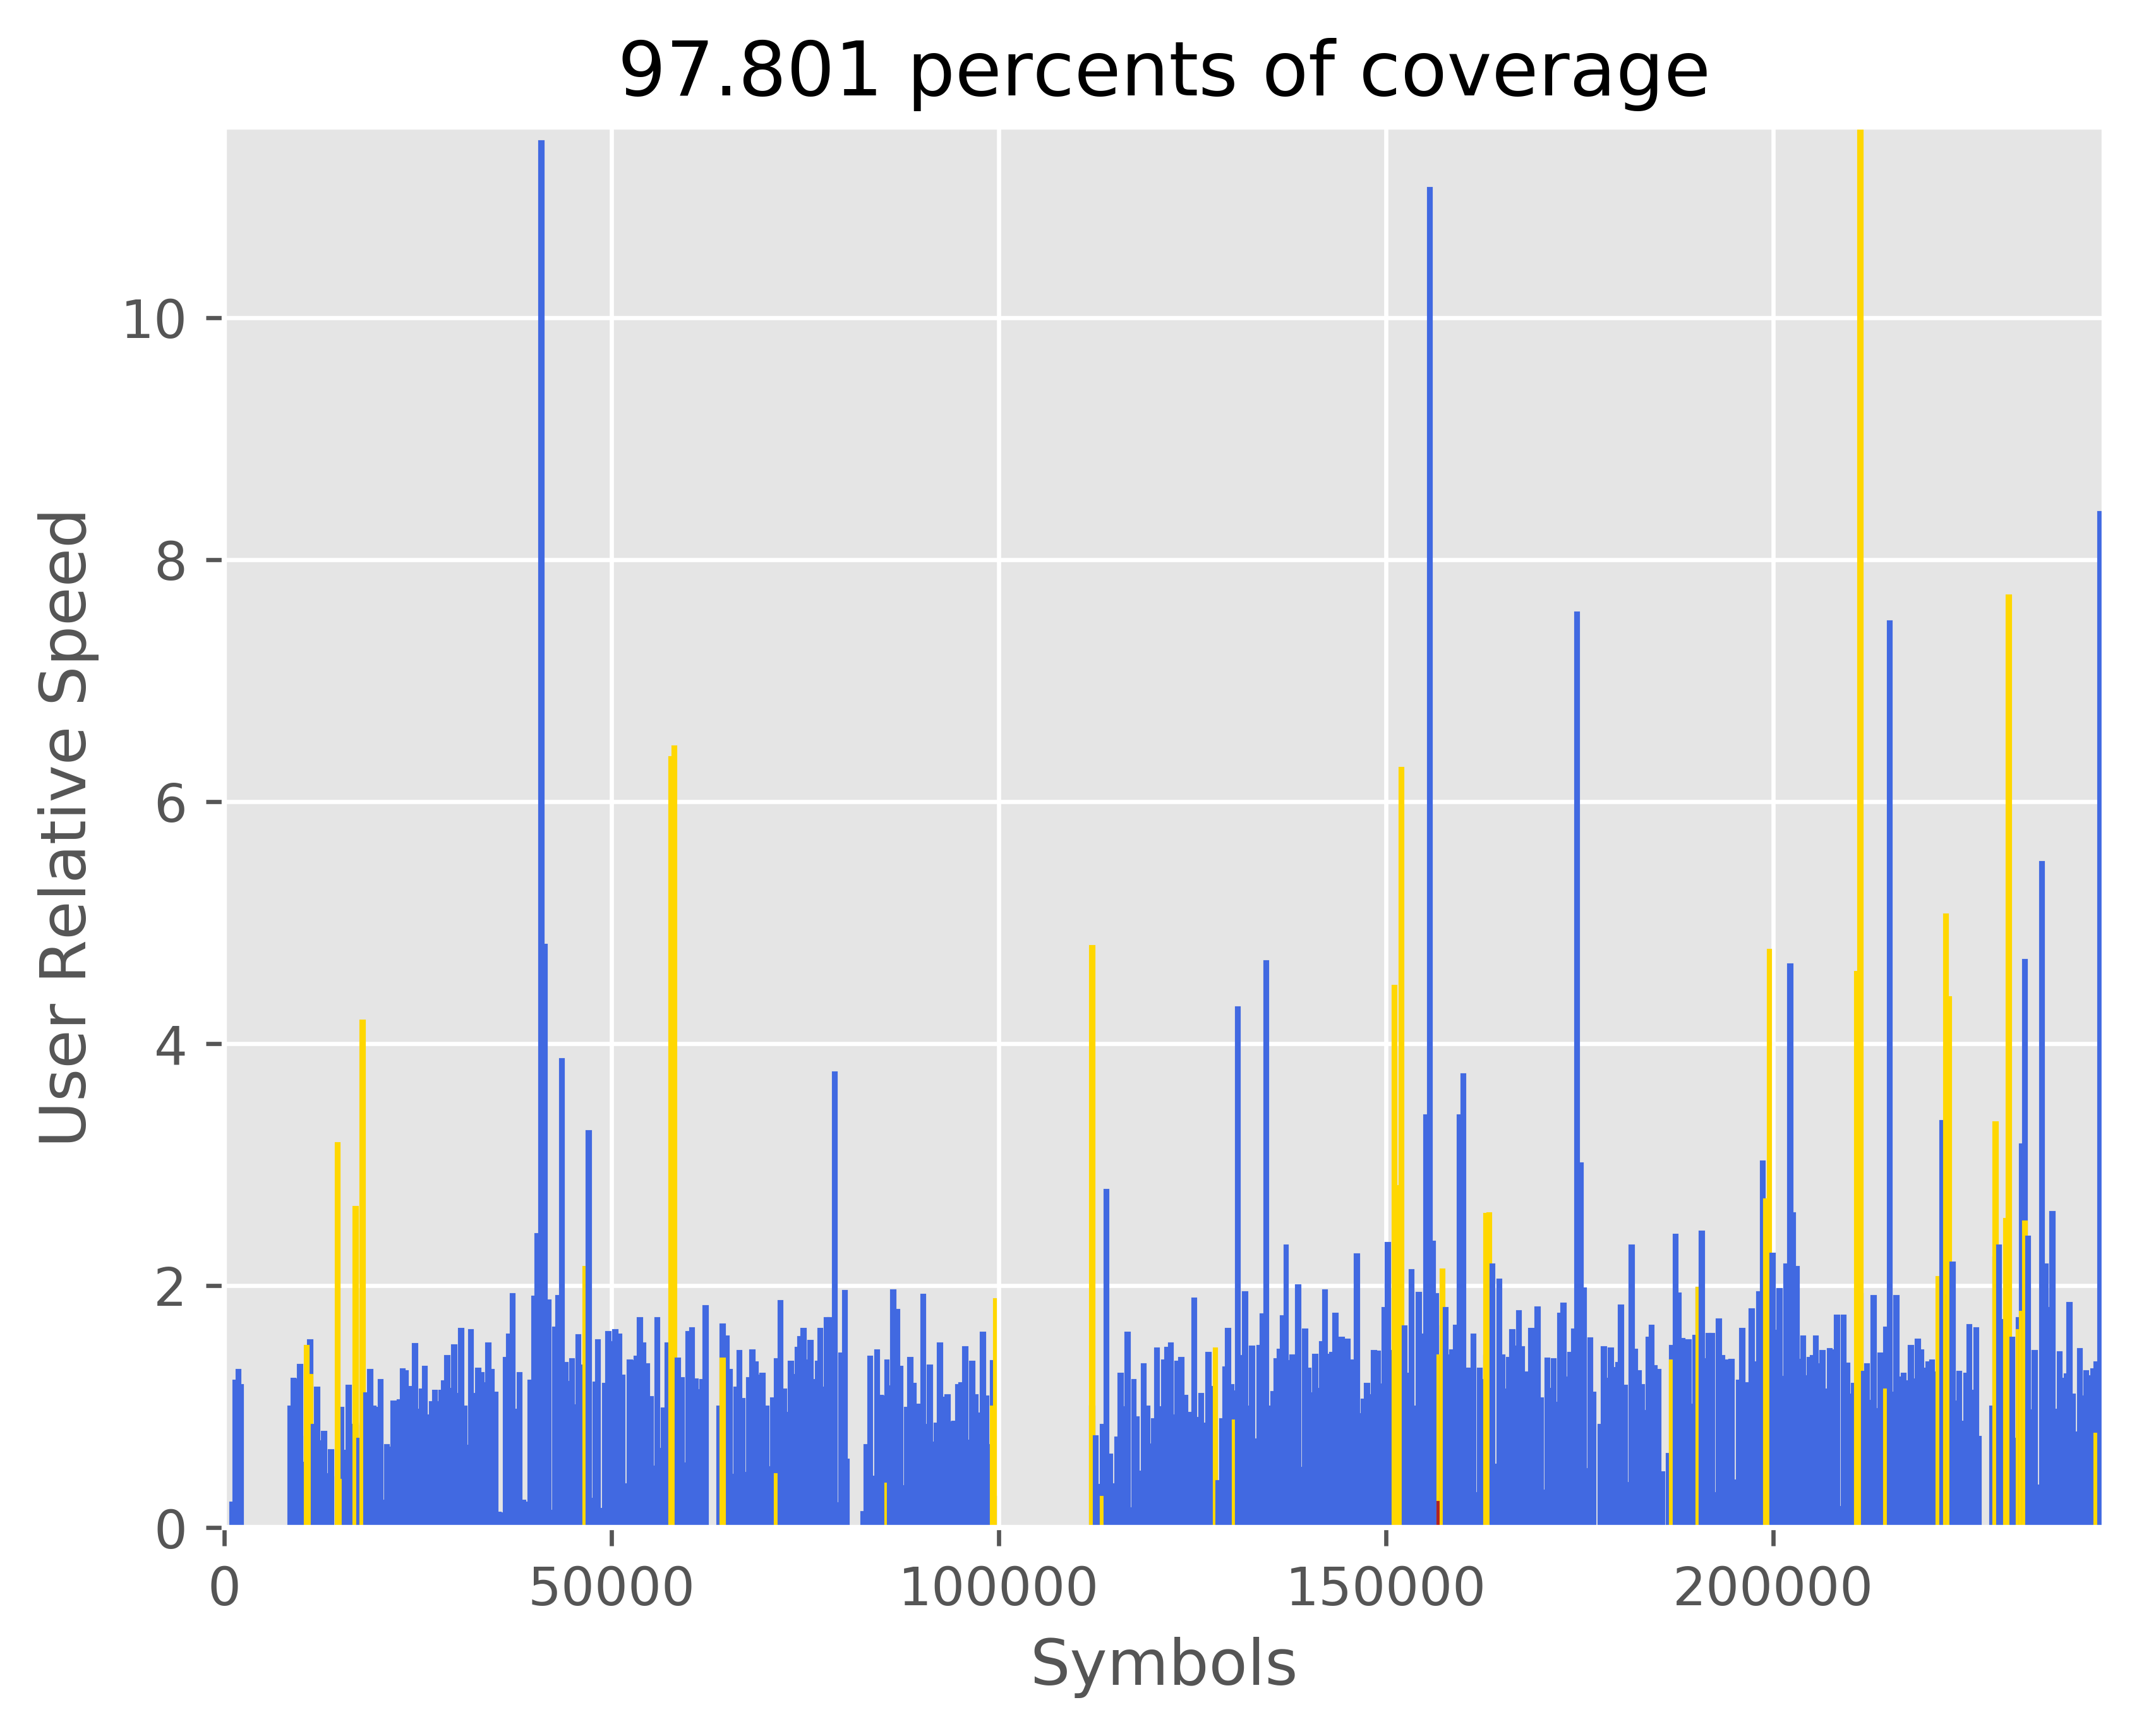 97.801 percents of coverage
User Relative Speed
10
8
6
4
2
0
0 50000 100000 150000 200000
Symbols